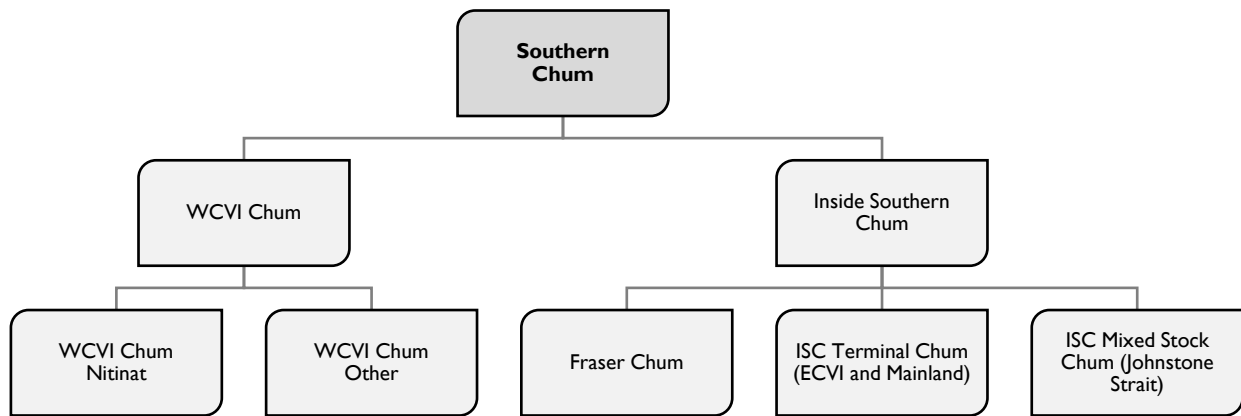 Southern
Chum
WCVI Chum
Inside Southern
Chum
WCVI Chum
Nitinat
WCVI Chum
Other
Fraser Chum
ISC Terminal Chum
(ECVI and Mainland)
ISC Mixed Stock
Chum (Johnstone
Strait)